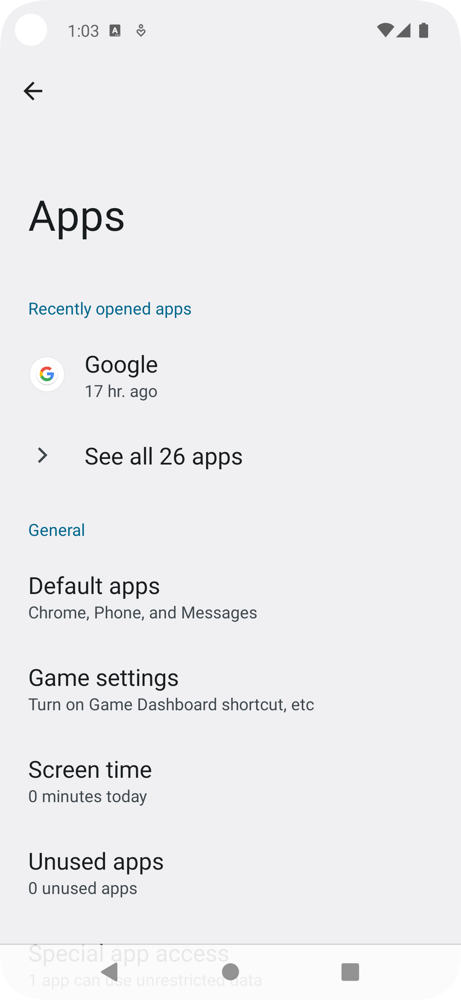 1:03
Apps
Recently opened apps
Google
17 hr. ago
See all 26 apps
General
Default apps
Chrome, Phone, and Messages
Game settings
Turn on Game Dashboard shortcut, etc
Screen time
0 minutes today
Unused apps
0 unused apps
Special app access
1 app can use unrestricted data